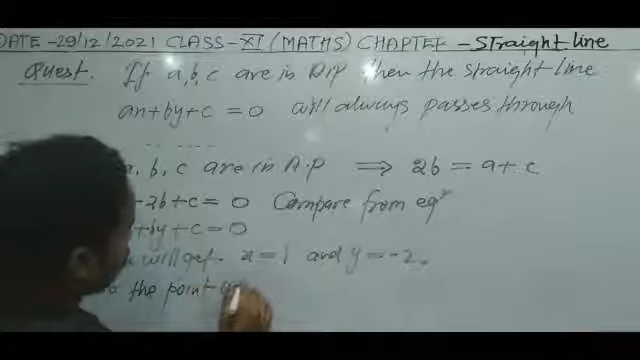 DATE -29/12/2021 CLASS-XI (MATHS) CHAPTER - Straight line
Quest. If a, b, c are in A.P then the straight line
ax+by+c = 0 will always passes through
b, c are in A.P ⟹ 2b = a+c
-2b+c = 0 Compare from eqⁿ
+by+c = 0
will get. x=1 and y=-2.
the point